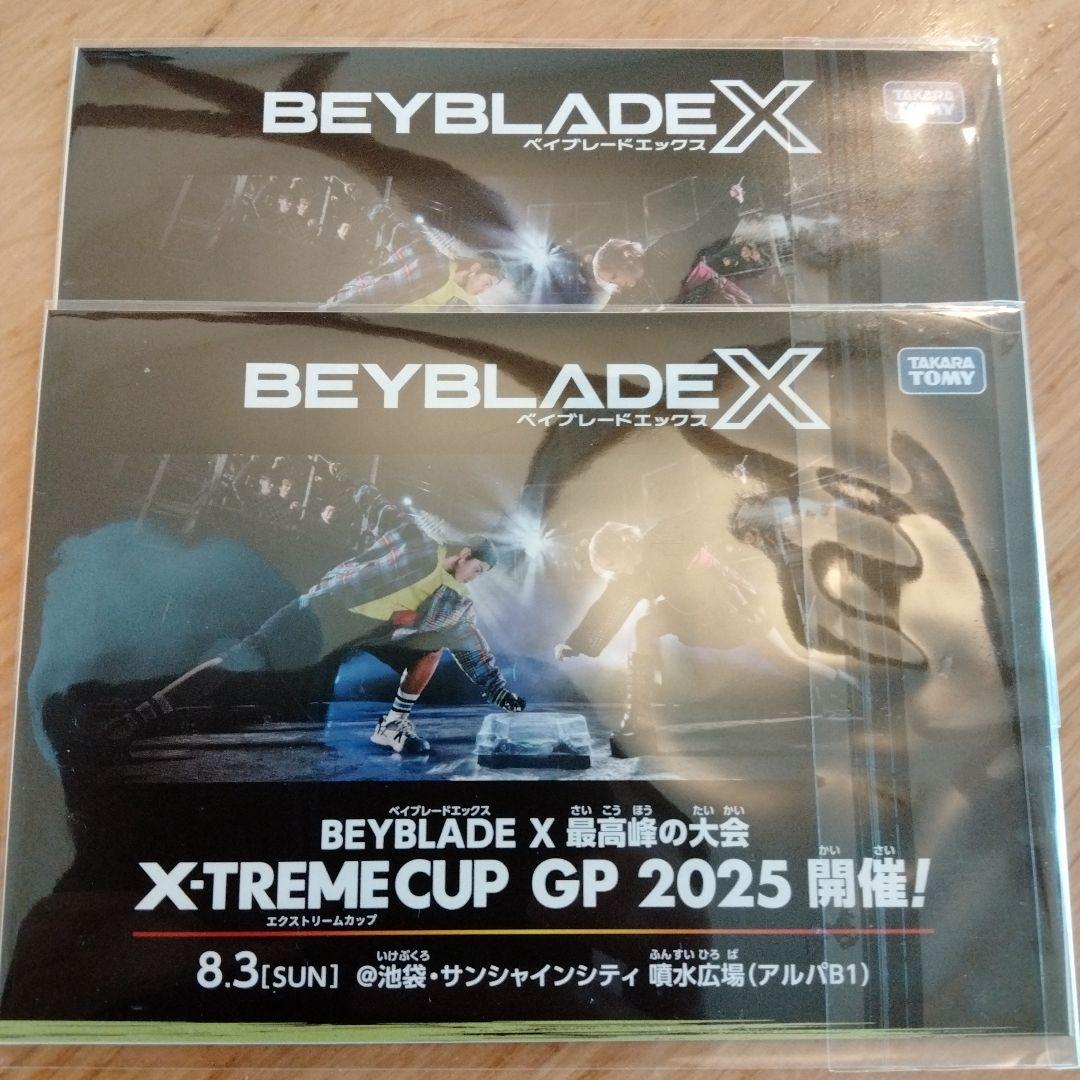 BEYBLADE X
ベイブレードエックス
TAKARA
TOMY
BEYBLADE X
ベイブレードエックス
TAKARA
TOMY
ベイブレードエックス さいこうほう たいかい
BEYBLADE X 最高峰の大会
かいさい
X-TREME CUP GP 2025 開催!
エクストリームカップ
いけぶくろ ふんすいひろば
8.3[SUN] @池袋・サンシャインシティ 噴水広場(アルパB1)